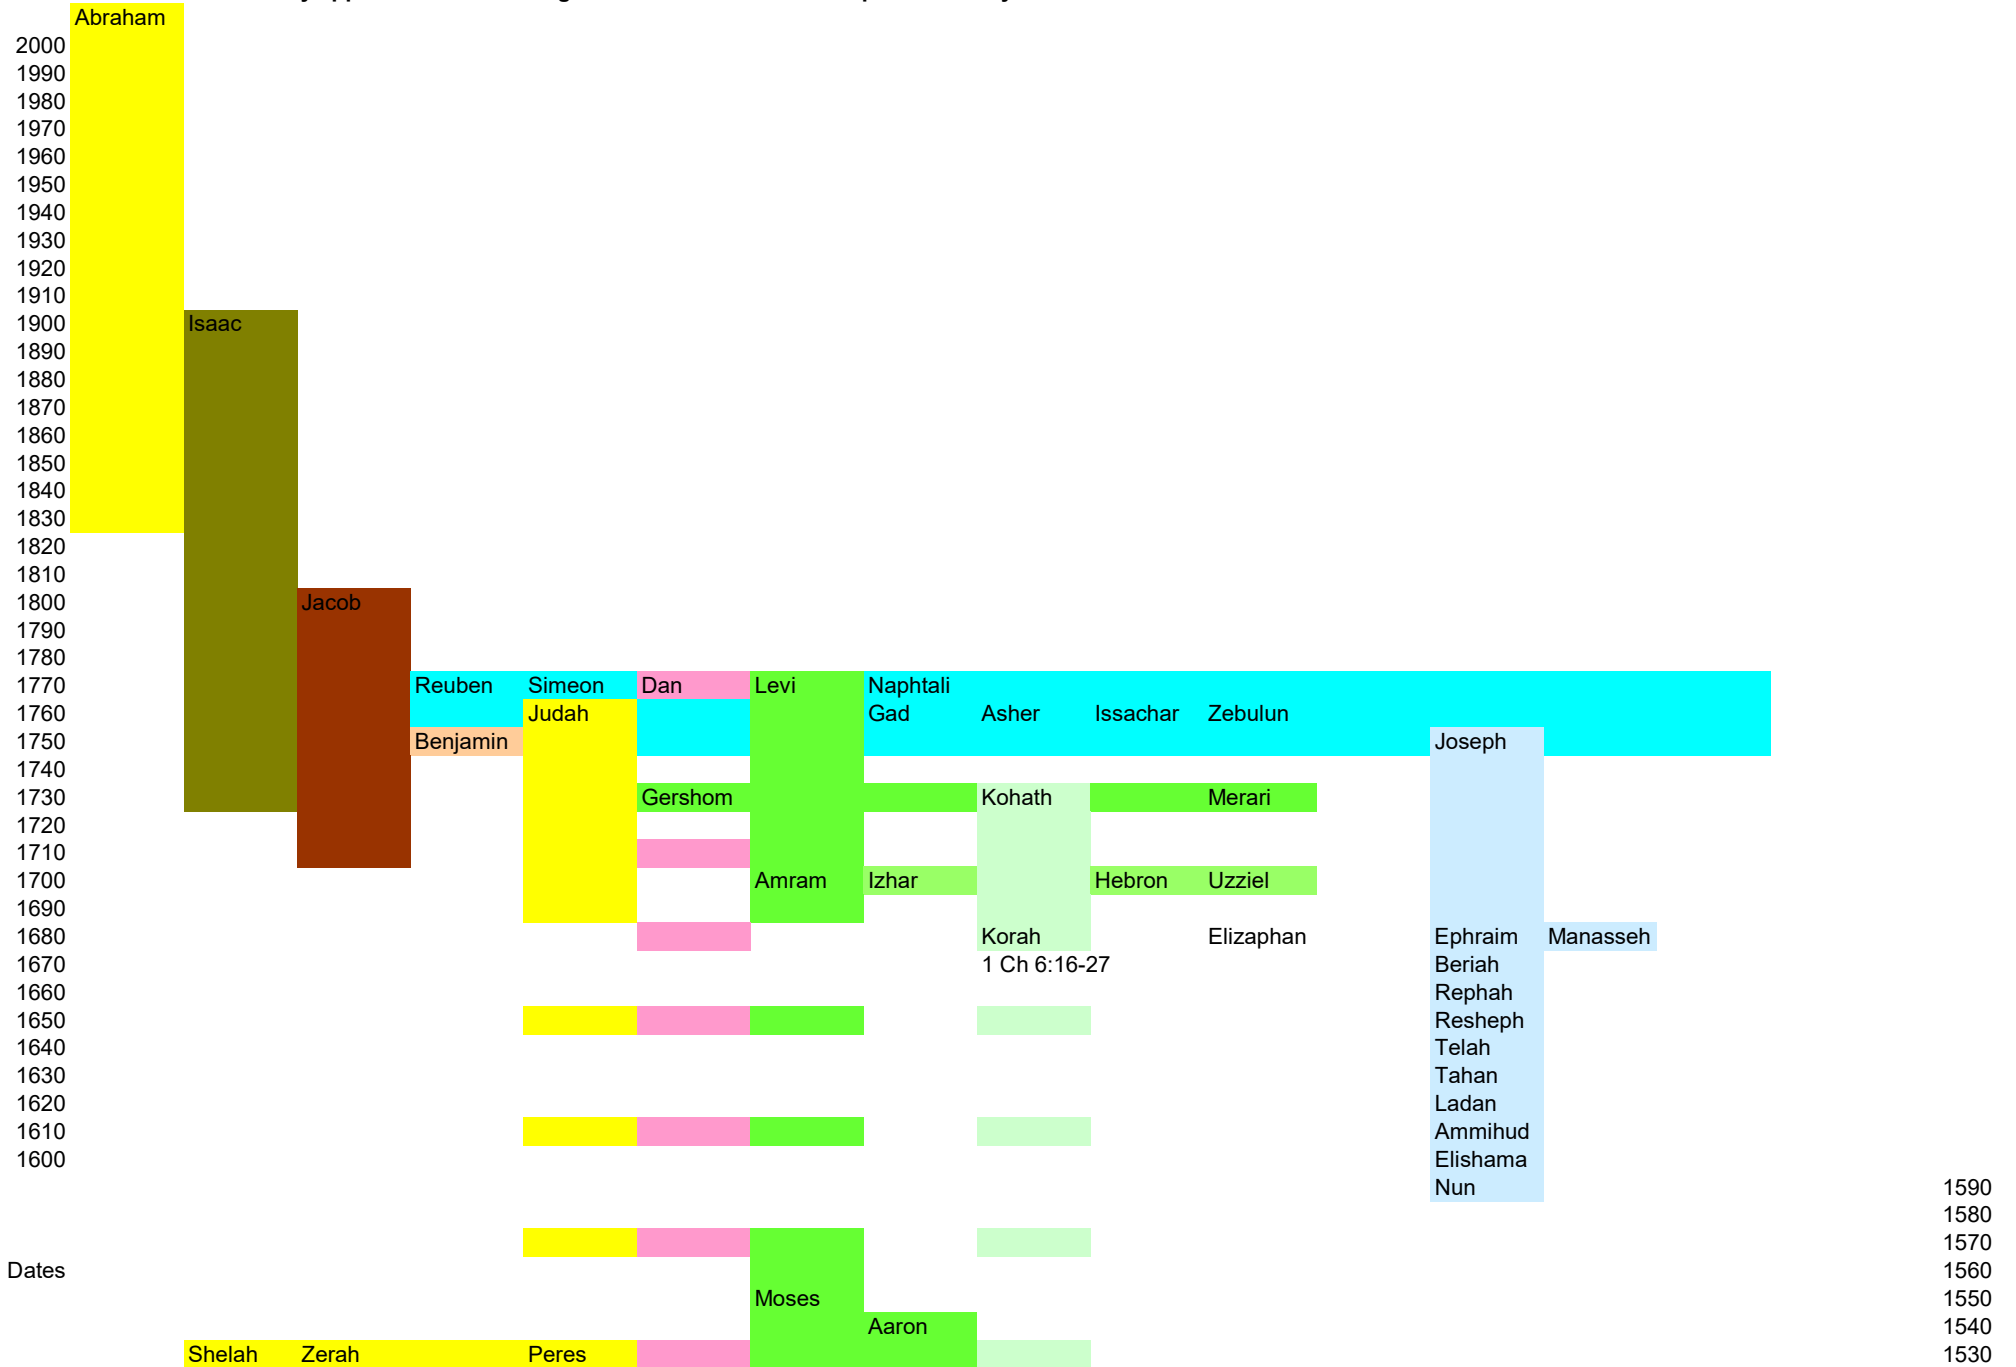 Abraham
2000
1990
1980
1970
1960
1950
1940
1930
1920
1910
1900 Isaac
1890
1880
1870
1860
1850
1840
1830
1820
1810
1800 Jacob
1790
1780
1770 Reuben Simeon Dan Levi Naphtali
1760 Judah Gad Asher Issachar Zebulun
1750 Benjamin Joseph
1740
1730 Gershom Kohath Merari
1720
1710
1700 Amram Izhar Hebron Uzziel
1690
1680 Korah Elizaphan Ephraim Manasseh
1670 1 Ch 6:16-27 Beriah
1660 Rephah
1650 Resheph
1640 Telah
1630 Tahan
1620 Ladan
1610 Ammihud
1600 Elishama
Nun 1590
1580
1570
Dates 1560
Moses 1550
Aaron 1540
Shelah Zerah Peres 1530